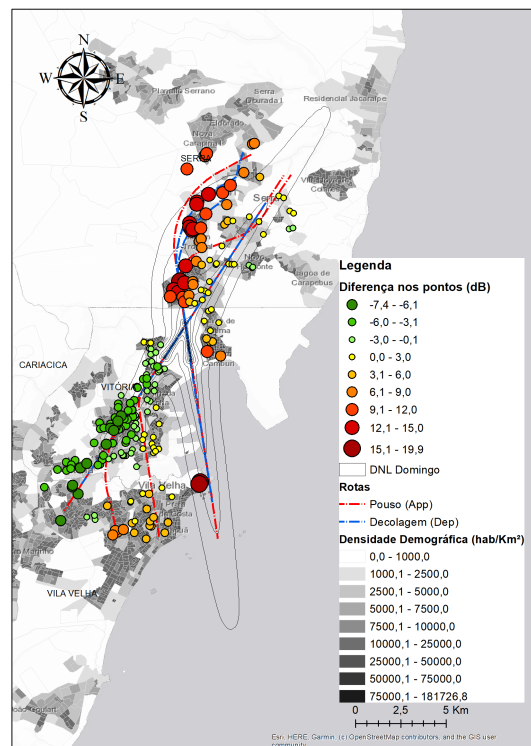 N
W E
S
Planalto Serrano
Serra
Dourada I
Residencial Jacaraípe
Eldorado
Nova
Carapina I
SERRA
Serra
Lagoa de
Carapebus
CARIACICA
VITÓRIA
Camburi
Vila Velha
VILA VELHA
Legenda
Diferença nos pontos (dB)
-7,4 - -6,1
-6,0 - -3,1
-3,0 - -0,1
0,0 - 3,0
3,1 - 6,0
6,1 - 9,0
9,1 - 12,0
12,1 - 15,0
15,1 - 19,9
DNL Domingo
Rotas
Pouso (App)
Decolagem (Dep)
Densidade Demográfica (hab/Km²)
0,0 - 1000,0
1000,1 - 2500,0
2500,1 - 5000,0
5000,1 - 7500,0
7500,1 - 10000,0
10000,1 - 25000,0
25000,1 - 50000,0
50000,1 - 75000,0
75000,1 - 181726,8
0 2,5 5 Km
Esri, HERE, Garmin, (c) OpenStreetMap contributors, and the GIS user
community